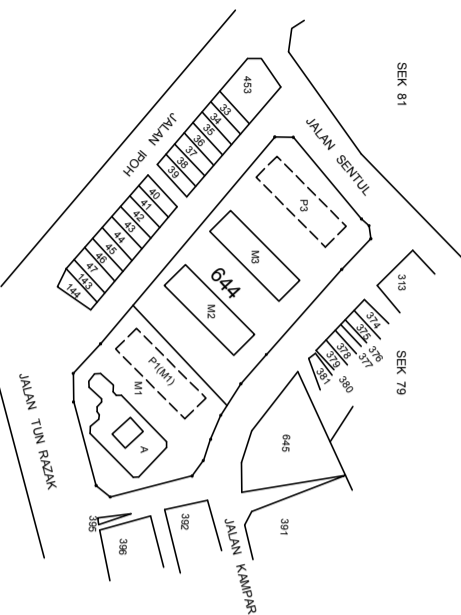 SEK 81
JALAN SENTUL
453
33
34
35
36
37
38
39
JALAN IPOH
40
41
42
43
44
45
46
47
143
144
P3
M3
644
M2
P1(M1)
M1
A
313
374
375
376
377
378
379
380
381
SEK 79
645
391
392
JALAN KAMPAR
395
396
JALAN TUN RAZAK